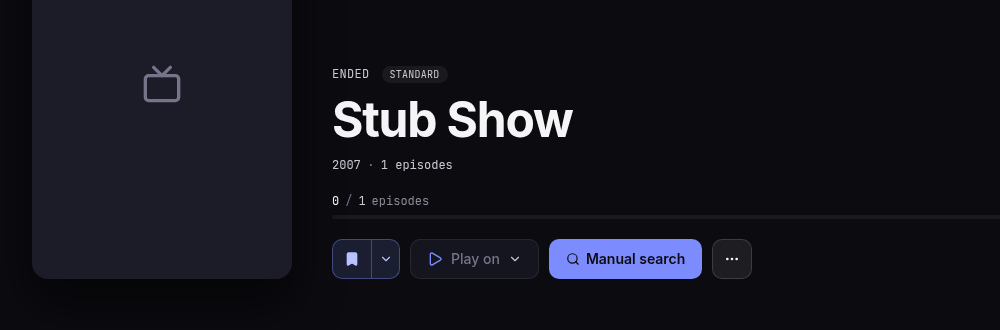 ENDED STANDARD
Stub Show
2007 · 1 episodes
0 / 1 episodes
Play on Manual search